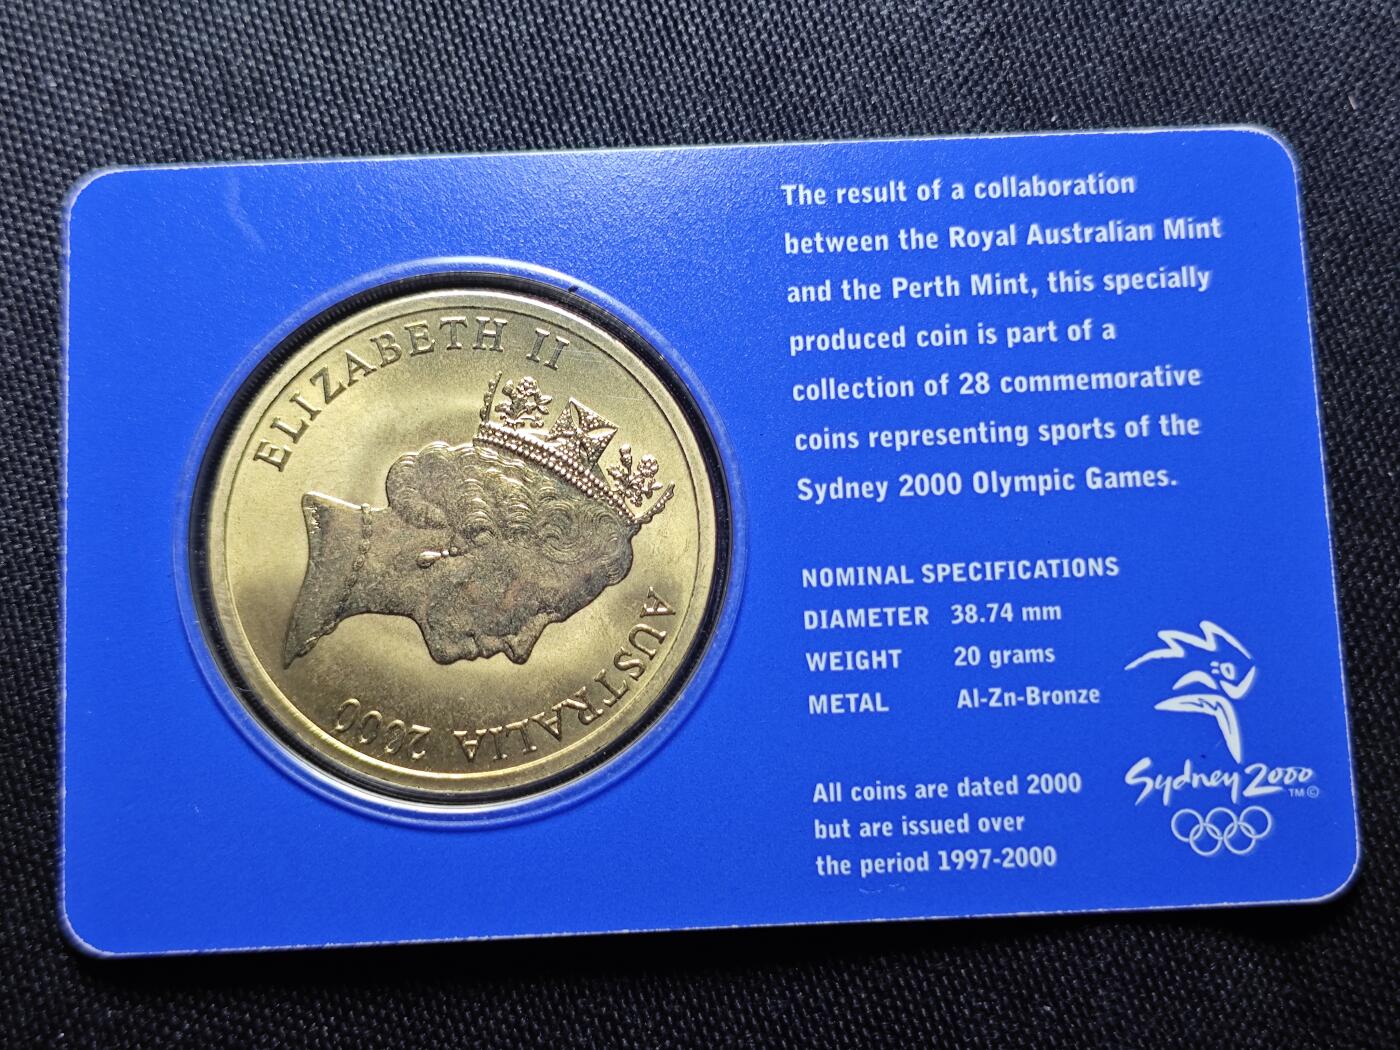 ELIZABETH II
AUSTRALIA 2000
The result of a collaboration
between the Royal Australian Mint
and the Perth Mint, this specially
produced coin is part of a
collection of 28 commemorative
coins representing sports of the
Sydney 2000 Olympic Games.
NOMINAL SPECIFICATIONS
DIAMETER 38.74 mm
WEIGHT 20 grams
METAL Al-Zn-Bronze
All coins are dated 2000
but are issued over
the period 1997-2000
Sydney 2000
TM©